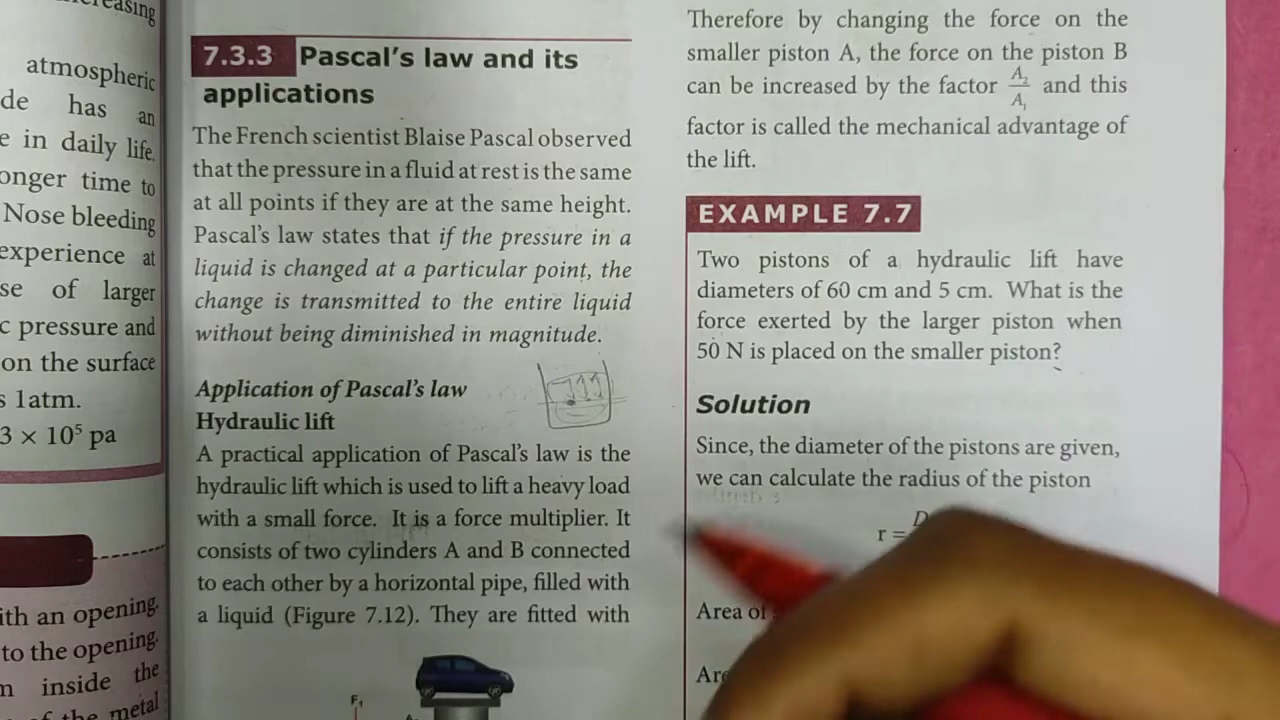 creasing
atmospheric
de has an
e in daily life.
onger time to
Nose bleeding
experience at
se of larger
c pressure and
on the surface
s 1atm.
3 × 10⁵ pa
ith an opening.
to the opening.
m inside the
of the metal
7.3.3 Pascal's law and its
applications
The French scientist Blaise Pascal observed
that the pressure in a fluid at rest is the same
at all points if they are at the same height.
Pascal's law states that if the pressure in a
liquid is changed at a particular point, the
change is transmitted to the entire liquid
without being diminished in magnitude.
Application of Pascal's law
Hydraulic lift
A practical application of Pascal's law is the
hydraulic lift which is used to lift a heavy load
with a small force. It is a force multiplier. It
consists of two cylinders A and B connected
to each other by a horizontal pipe, filled with
a liquid (Figure 7.12). They are fitted with
F₁
Therefore by changing the force on the
smaller piston A, the force on the piston B
can be increased by the factor A₂/A₁ and this
factor is called the mechanical advantage of
the lift.
EXAMPLE 7.7
Two pistons of a hydraulic lift have
diameters of 60 cm and 5 cm. What is the
force exerted by the larger piston when
50 N is placed on the smaller piston?
Solution
Since, the diameter of the pistons are given,
we can calculate the radius of the piston
r = D
Area of
Are